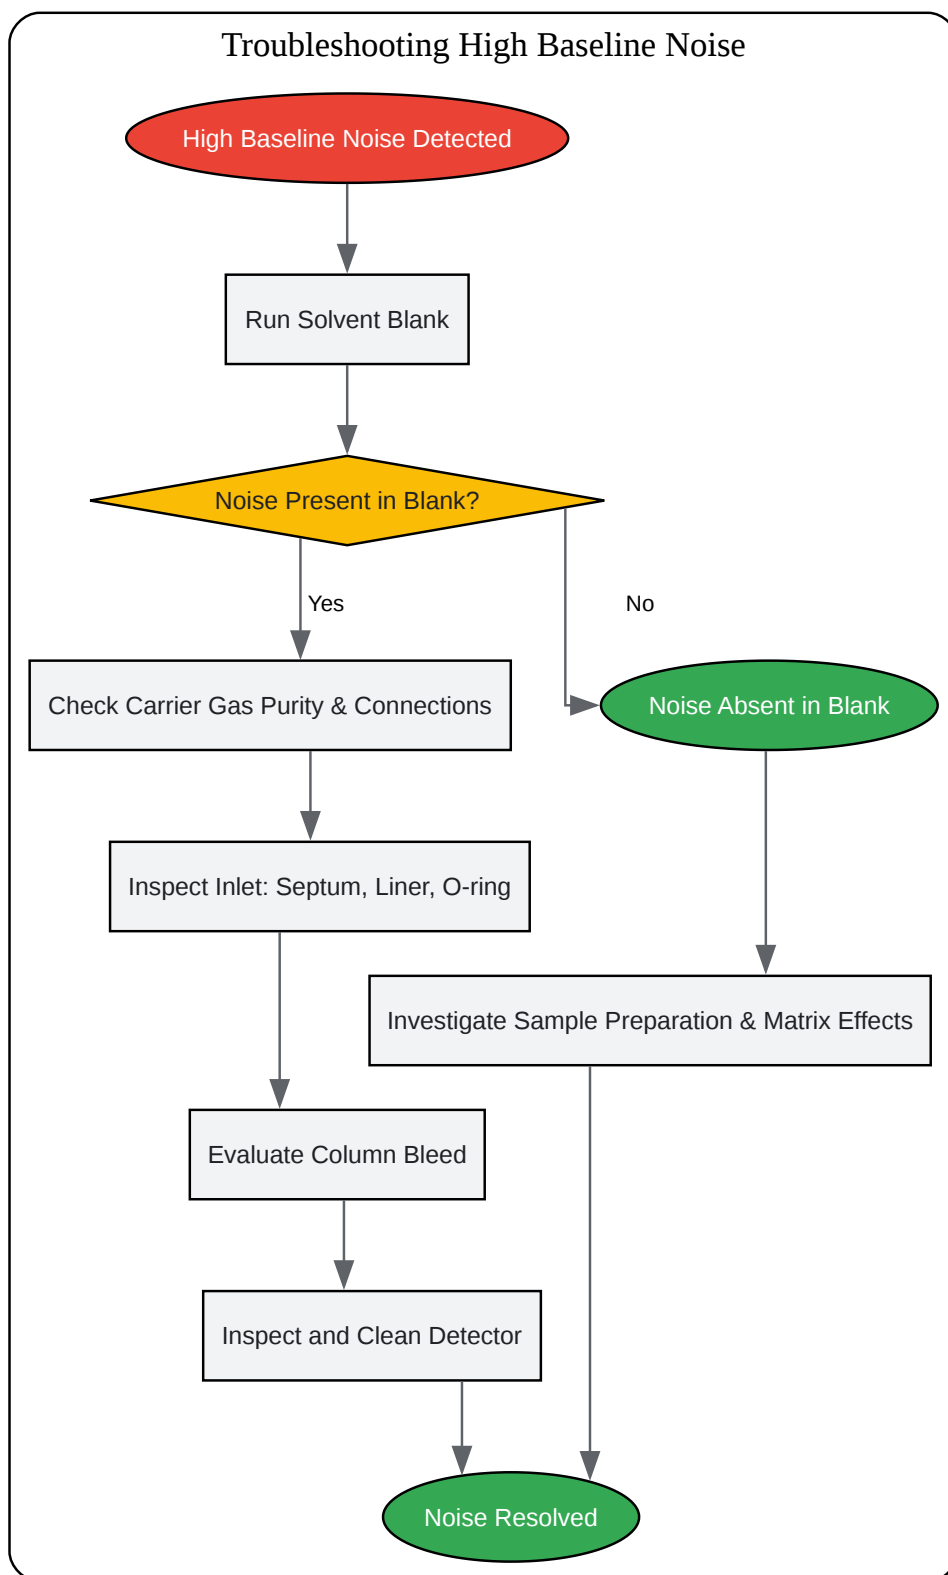 Troubleshooting High Baseline Noise
High Baseline Noise Detected
Run Solvent Blank
Noise Present in Blank?
Yes
No
Check Carrier Gas Purity & Connections
Noise Absent in Blank
Inspect Inlet: Septum, Liner, O-ring
Investigate Sample Preparation & Matrix Effects
Evaluate Column Bleed
Inspect and Clean Detector
Noise Resolved